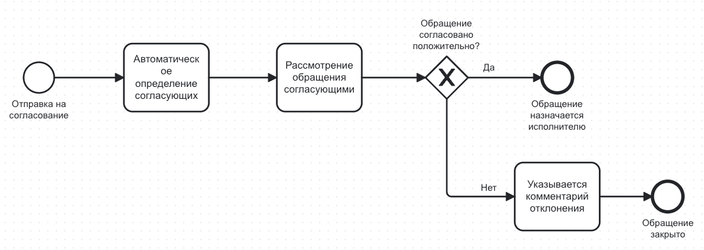 Отправка на
согласование
Автоматическ
ое
определение
согласующих
Рассмотрение
обращения
согласующими
Обращение
согласовано
положительно?
Да
Обращение
назначается
исполнителю
Нет
Указывается
комментарий
отклонения
Обращение
закрыто